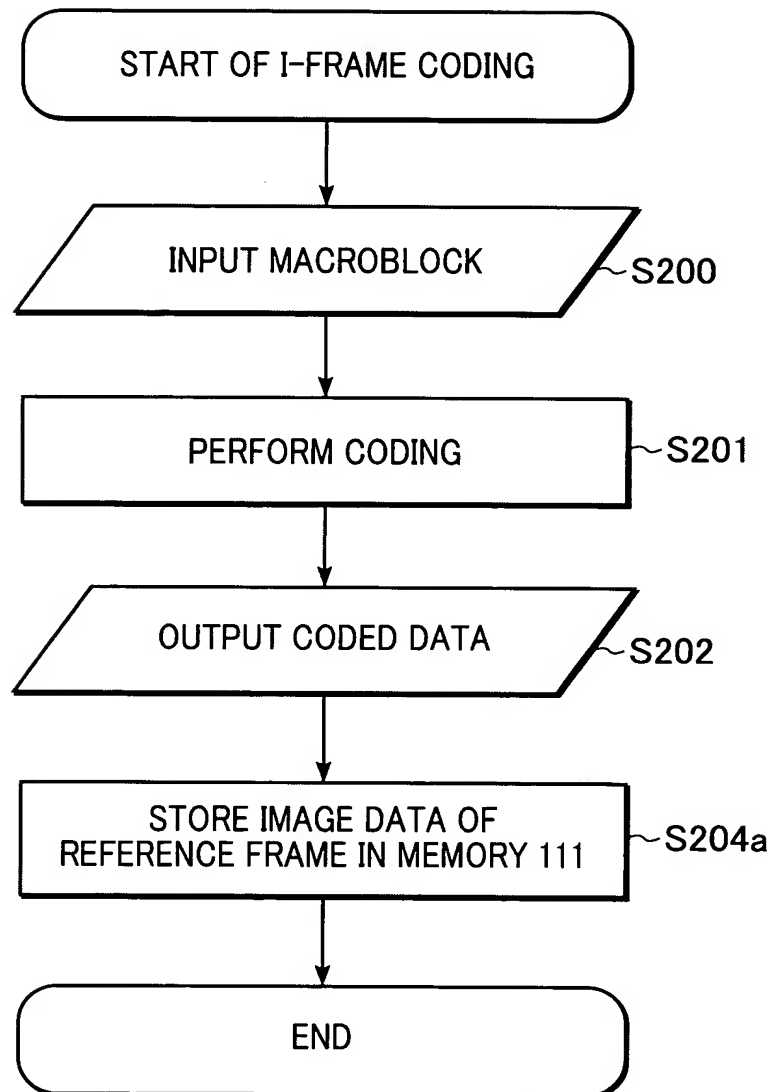 START OF I-FRAME CODING
INPUT MACROBLOCK
S200
PERFORM CODING
S201
OUTPUT CODED DATA
S202
STORE IMAGE DATA OF
REFERENCE FRAME IN MEMORY 111
S204a
END